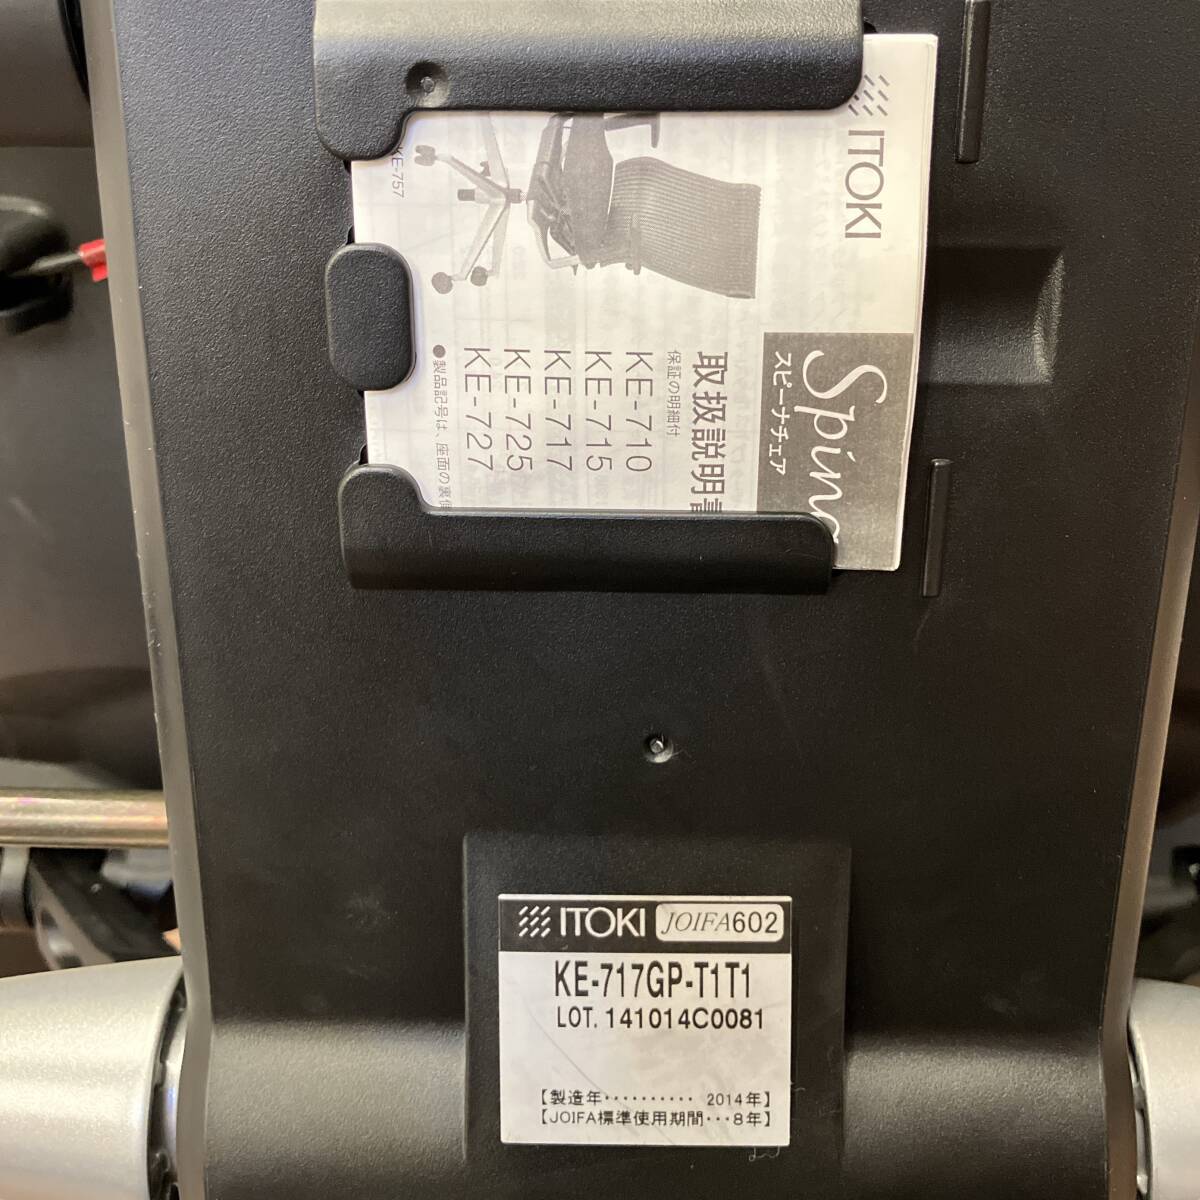 ITOKI
Spina
スピーナチェア
取扱説明書
保証の明細付
KE-710
KE-715
KE-717
KE-725
KE-727
●製品記号は、座面の裏側
KE-757
ITOKI JOIFA602
KE-717GP-T1T1
LOT. 141014C0081
【製造年・・・・・・・・・・ 2014年】
【JOIFA標準使用期間・・・8年】